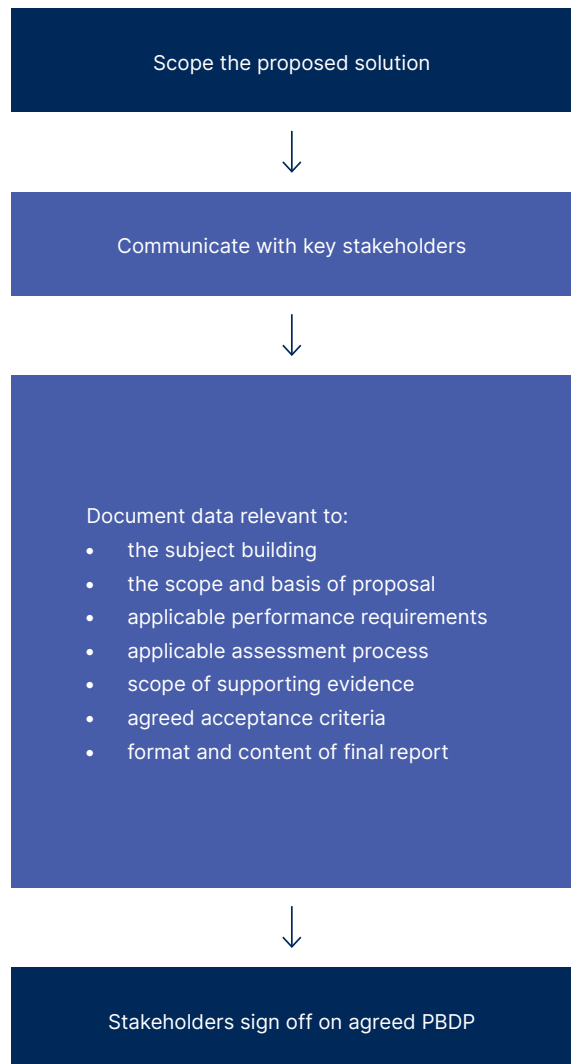 Scope the proposed solution
Communicate with key stakeholders
Document data relevant to:
• the subject building
• the scope and basis of proposal
• applicable performance requirements
• applicable assessment process
• scope of supporting evidence
• agreed acceptance criteria
• format and content of final report
Stakeholders sign off on agreed PBDP